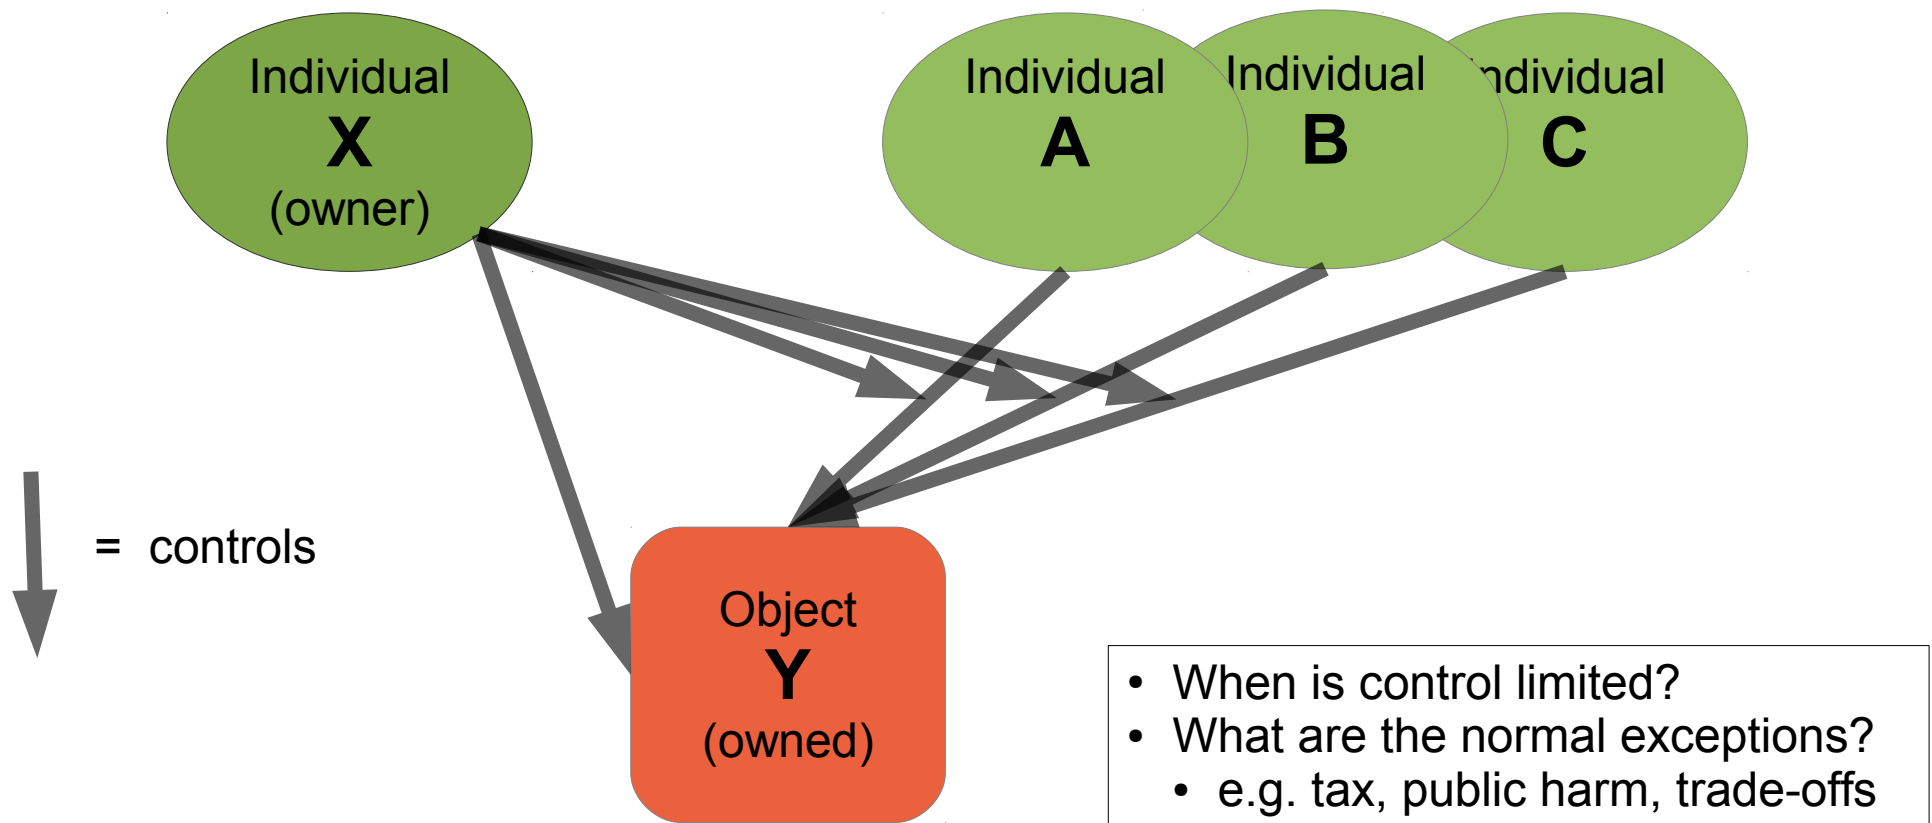 Individual
X
(owner)
Individual
A
Individual
B
Individual
C
= controls
Object
Y
(owned)
• When is control limited?
• What are the normal exceptions?
• e.g. tax, public harm, trade-offs